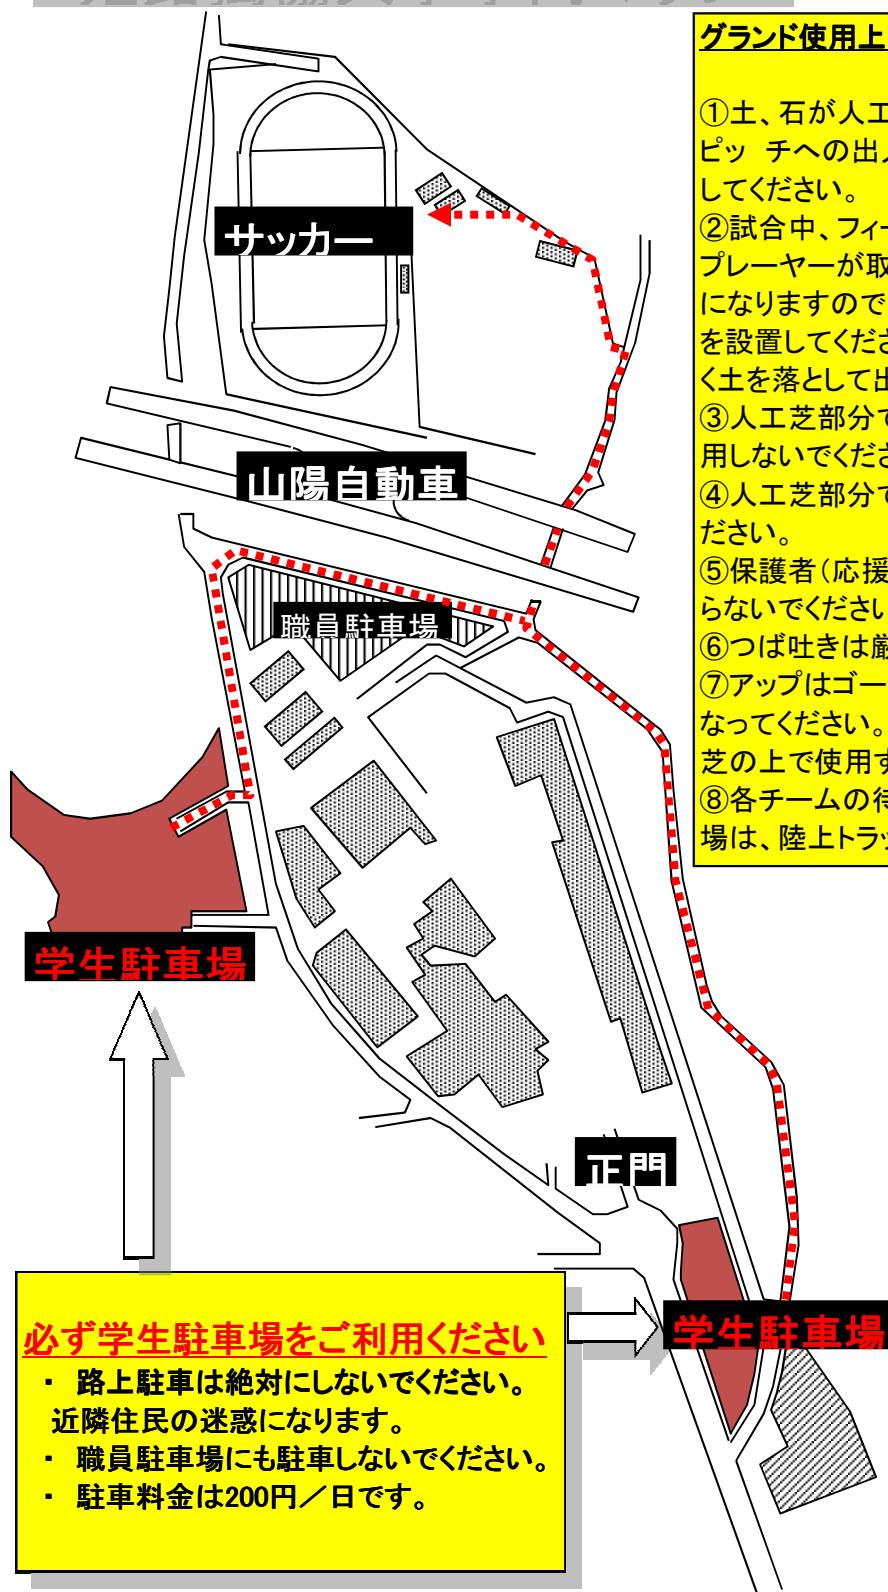 グランド使用上
①土、石が人工
ピッ チへの出入
してください。
②試合中、フィー
プレーヤーが取
になりますので
を設置してくださ
く土を落として出
③人工芝部分で
用しないでくださ
④人工芝部分で
ださい。
⑤保護者（応援
らないでください
⑥つば吐きは厳
⑦アップはゴー
なってください。
芝の上で使用す
⑧各チームの待
場は、陸上トラッ
サッカー
山陽自動車
職員駐車場
学生駐車場
正門
学生駐車場
必ず学生駐車場をご利用ください
・ 路上駐車は絶対にしないでください。
近隣住民の迷惑になります。
・ 職員駐車場にも駐車しないでください。
・ 駐車料金は200円／日です。